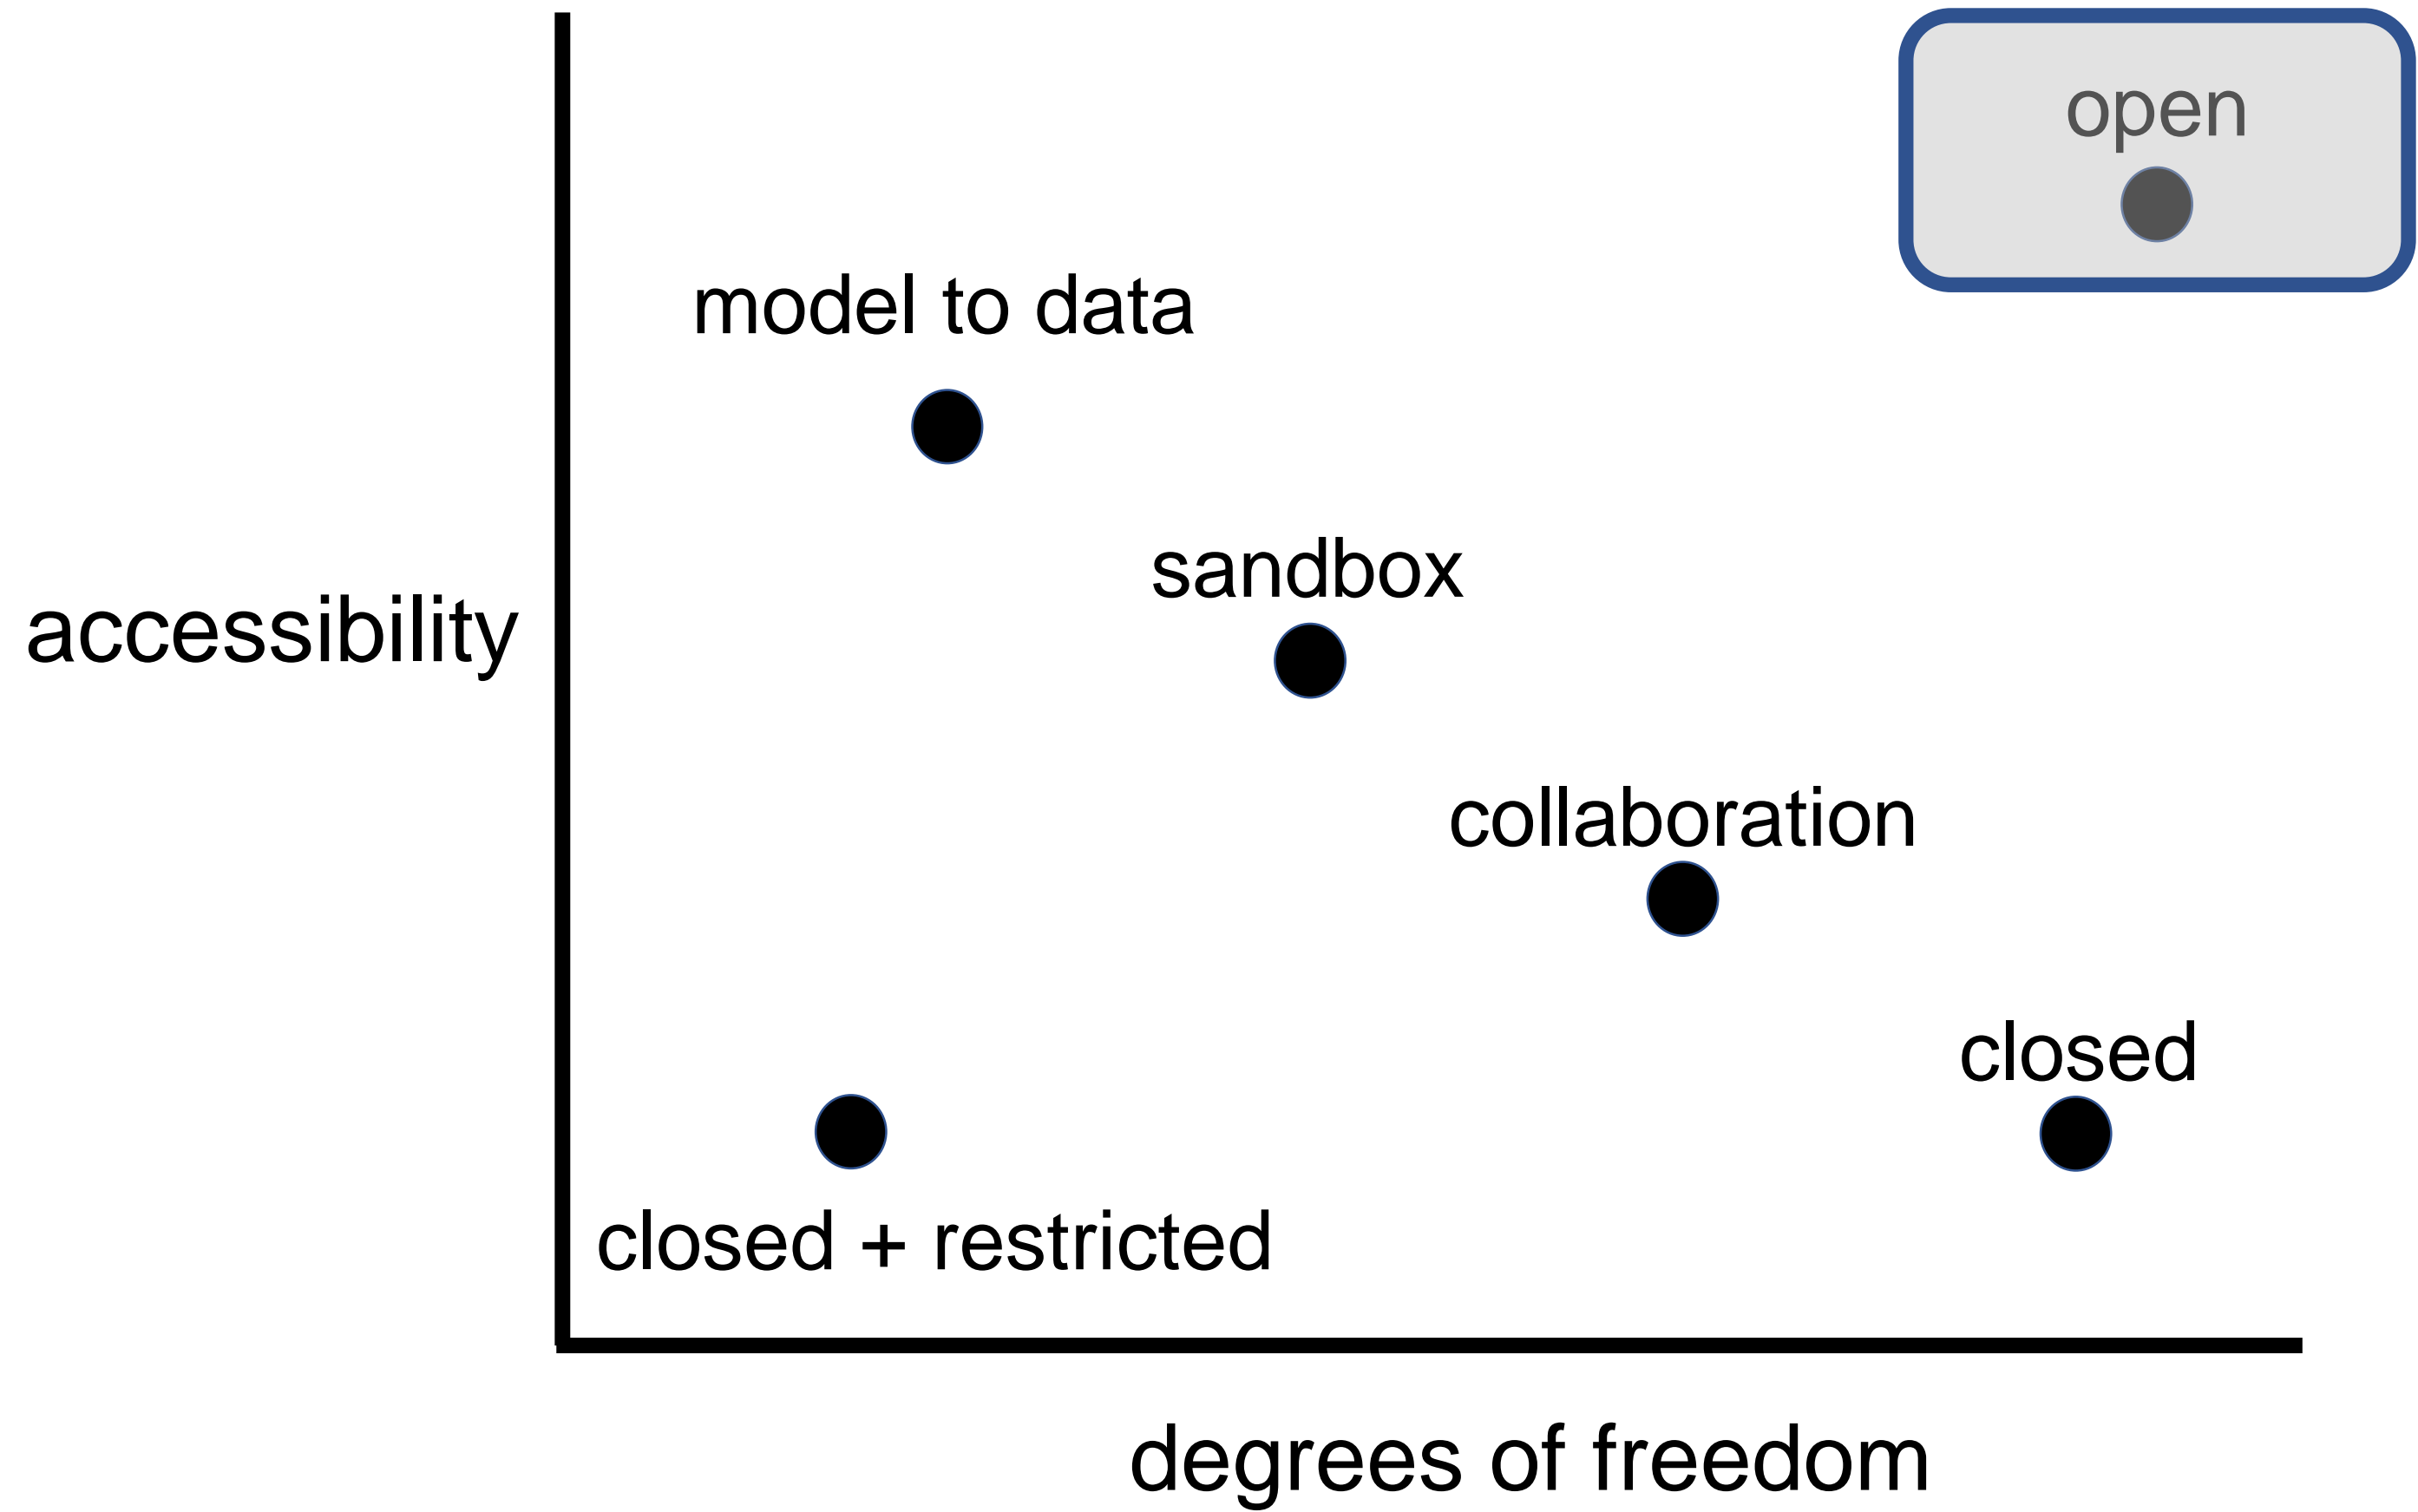 open
model to data
sandbox
accessibility
collaboration
closed
closed + restricted
degrees of freedom